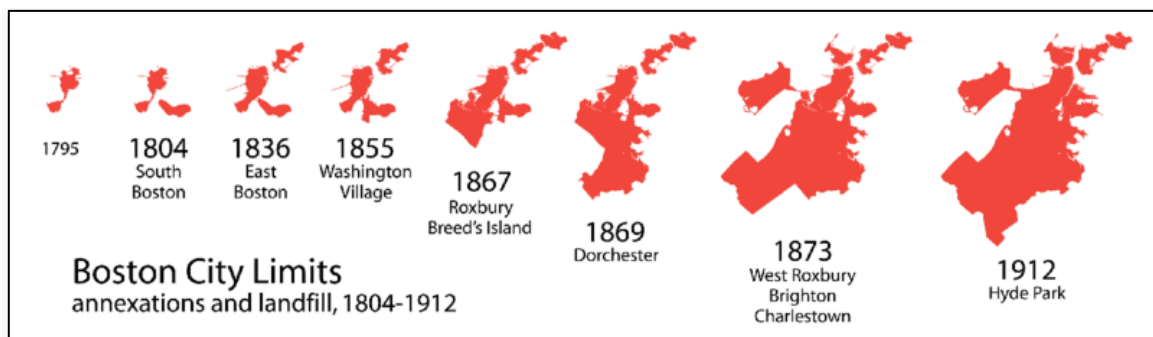 1795
1804
South
Boston
1836
East
Boston
1855
Washington
Village
1867
Roxbury
Breed's Island
1869
Dorchester
1873
West Roxbury
Brighton
Charlestown
1912
Hyde Park
Boston City Limits
annexations and landfill, 1804-1912